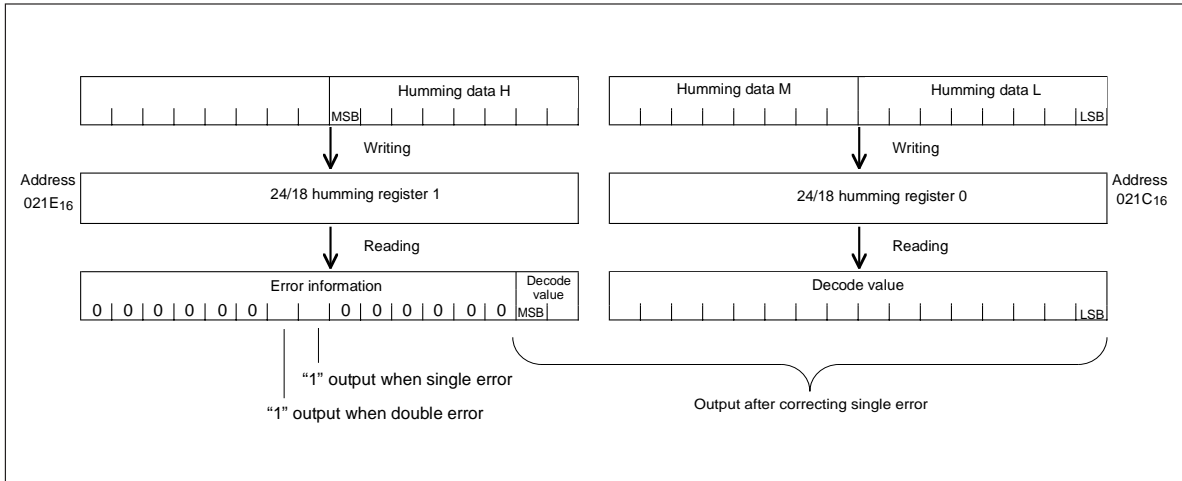 Humming data H
Humming data M
Humming data L
MSB
LSB
Writing
Writing
Address
021E16
24/18 humming register 1
24/18 humming register 0
Address
021C16
Reading
Reading
Error information
Decode
value
Decode value
0 0 0 0 0 0 0 0 0 0 0 0 MSB
LSB
“1” output when single error
“1” output when double error
Output after correcting single error